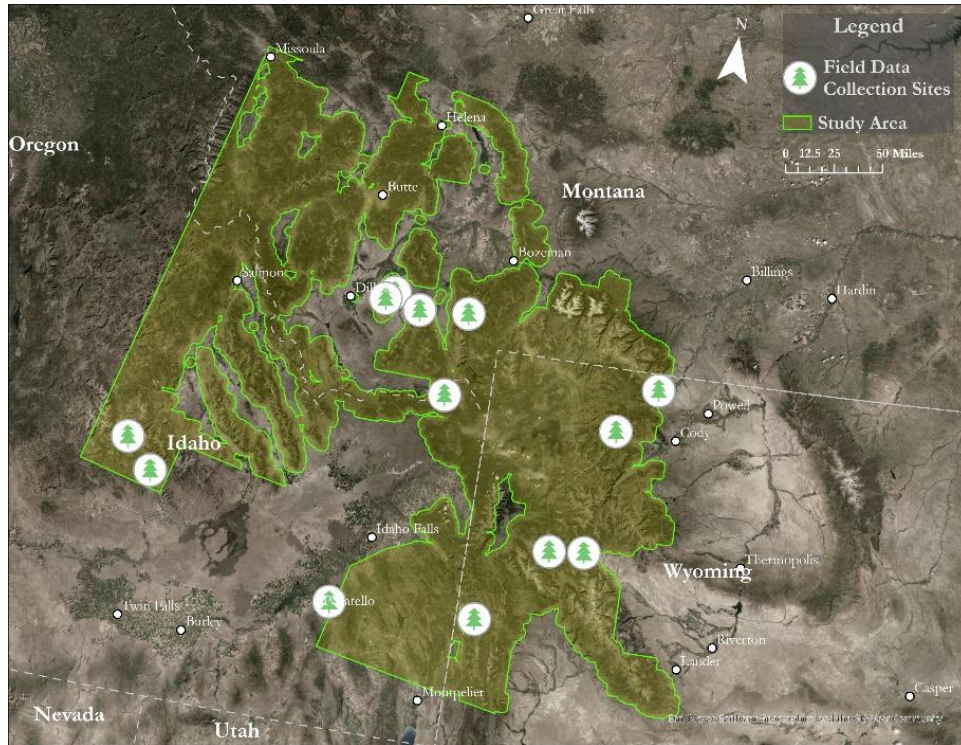 Great Falls
N
Legend
Field Data
Collection Sites
Study Area
0 12.5 25 50 Miles
Missoula
Helena
Oregon
Butte
Montana
Bozeman
Salmon
Billings
Hardin
Powell
Cody
Idaho
Idaho Falls
Thermopolis
Wyoming
Twin Falls
Burley
Riverton
Lander
Montpelier
Casper
Nevada
Utah